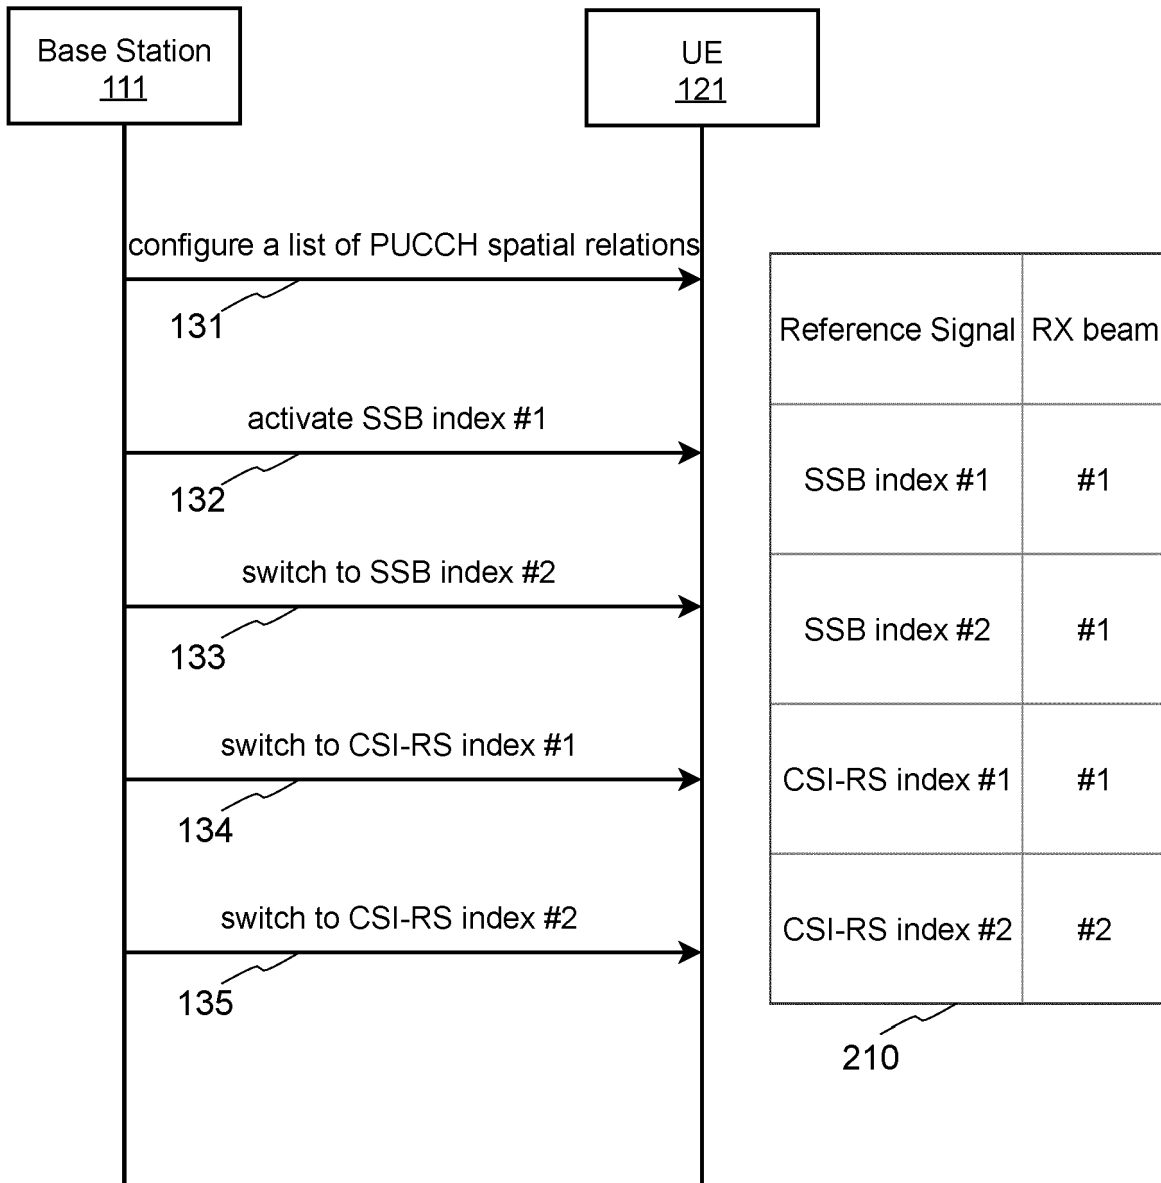 Base Station
111
UE
121
configure a list of PUCCH spatial relations
131
activate SSB index #1
132
switch to SSB index #2
133
switch to CSI-RS index #1
134
switch to CSI-RS index #2
135
Reference Signal RX beam
SSB index #1 #1
SSB index #2 #1
CSI-RS index #1 #1
CSI-RS index #2 #2
210